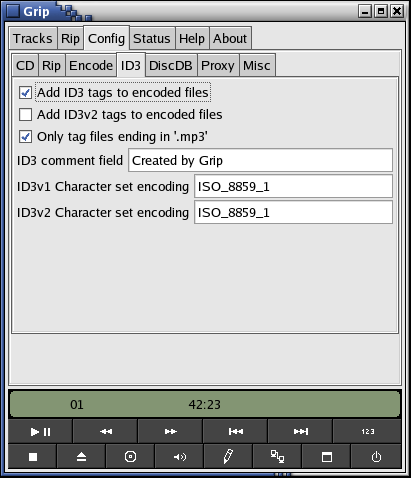 Grip
Tracks Rip Config Status Help About
CD Rip Encode ID3 DiscDB Proxy Misc
Add ID3 tags to encoded files
Add ID3v2 tags to encoded files
Only tag files ending in '.mp3'
ID3 comment field Created by Grip
ID3v1 Character set encoding ISO_8859_1
ID3v2 Character set encoding ISO_8859_1
01 42:23
123